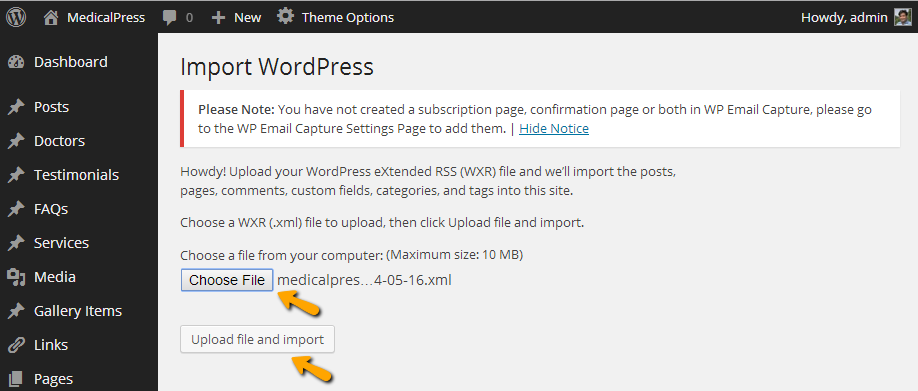 MedicalPress 0 New Theme Options Howdy, admin
Dashboard
Posts
Doctors
Testimonials
FAQs
Services
Media
Gallery Items
Links
Pages
Import WordPress
Please Note: You have not created a subscription page, confirmation page or both in WP Email Capture, please go
to the WP Email Capture Settings Page to add them. | Hide Notice
Howdy! Upload your WordPress eXtended RSS (WXR) file and we'll import the posts,
pages, comments, custom fields, categories, and tags into this site.
Choose a WXR (.xml) file to upload, then click Upload file and import.
Choose a file from your computer: (Maximum size: 10 MB)
Choose File medicalpres…4-05-16.xml
Upload file and import